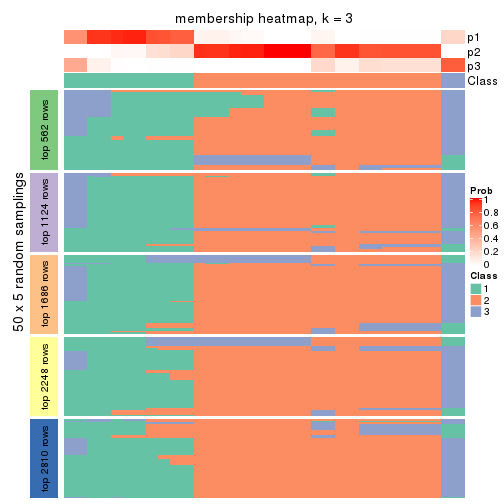 membership heatmap, k = 3
p1
p2
p3
Class
50 x 5 random samplings
top 562 rows
top 1124 rows
top 1686 rows
top 2248 rows
top 2810 rows
Prob
1
0.8
0.6
0.4
0.2
0
Class
1
2
3